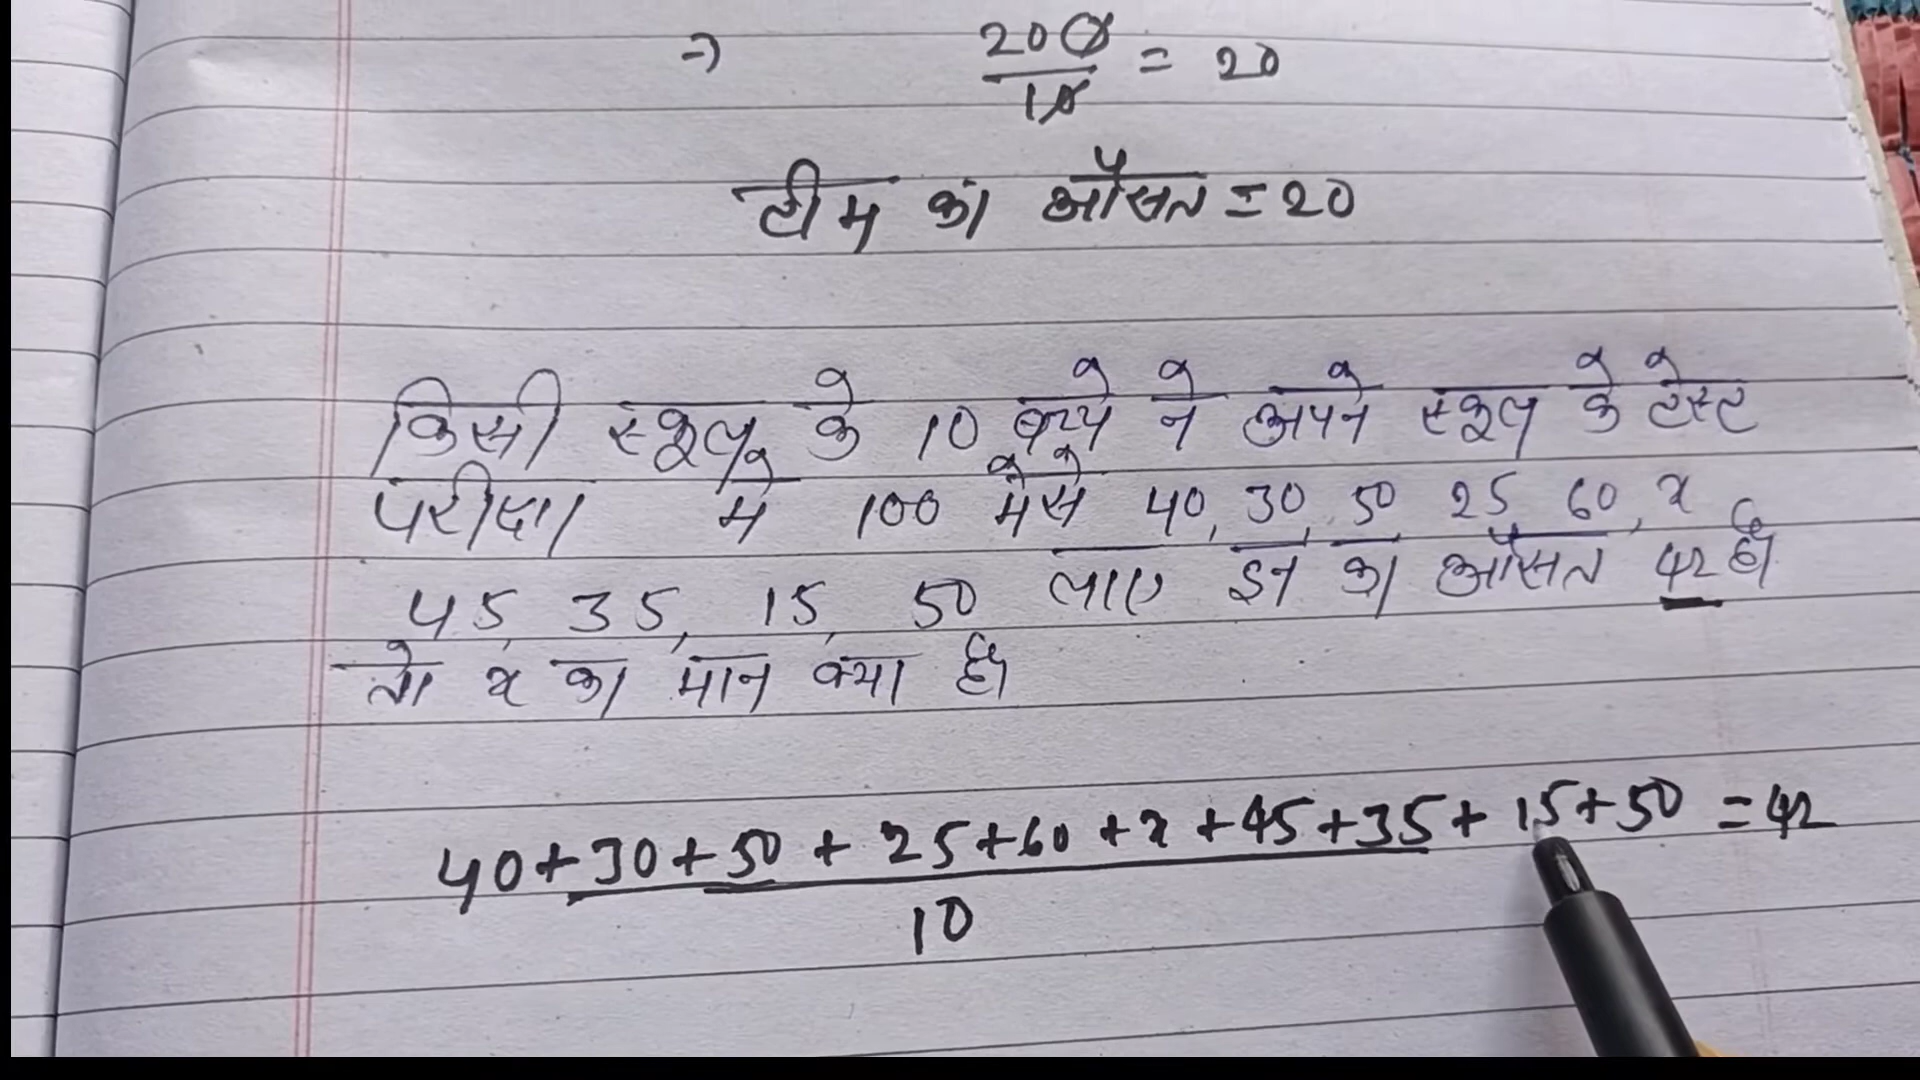 ⇒ 200/10 = 20
टीम का औसत = 20
किसी स्कूल के 10 बच्चे ने अपने स्कूल के टेस्ट
परीक्षा में 100 मेंसे 40, 30, 50 25 60, x
45, 35, 15, 50 लाए इन का औसत 42 है।
तो x का मान क्या है।
40+30+50+25+60+x+45+35+15+50 = 42
10